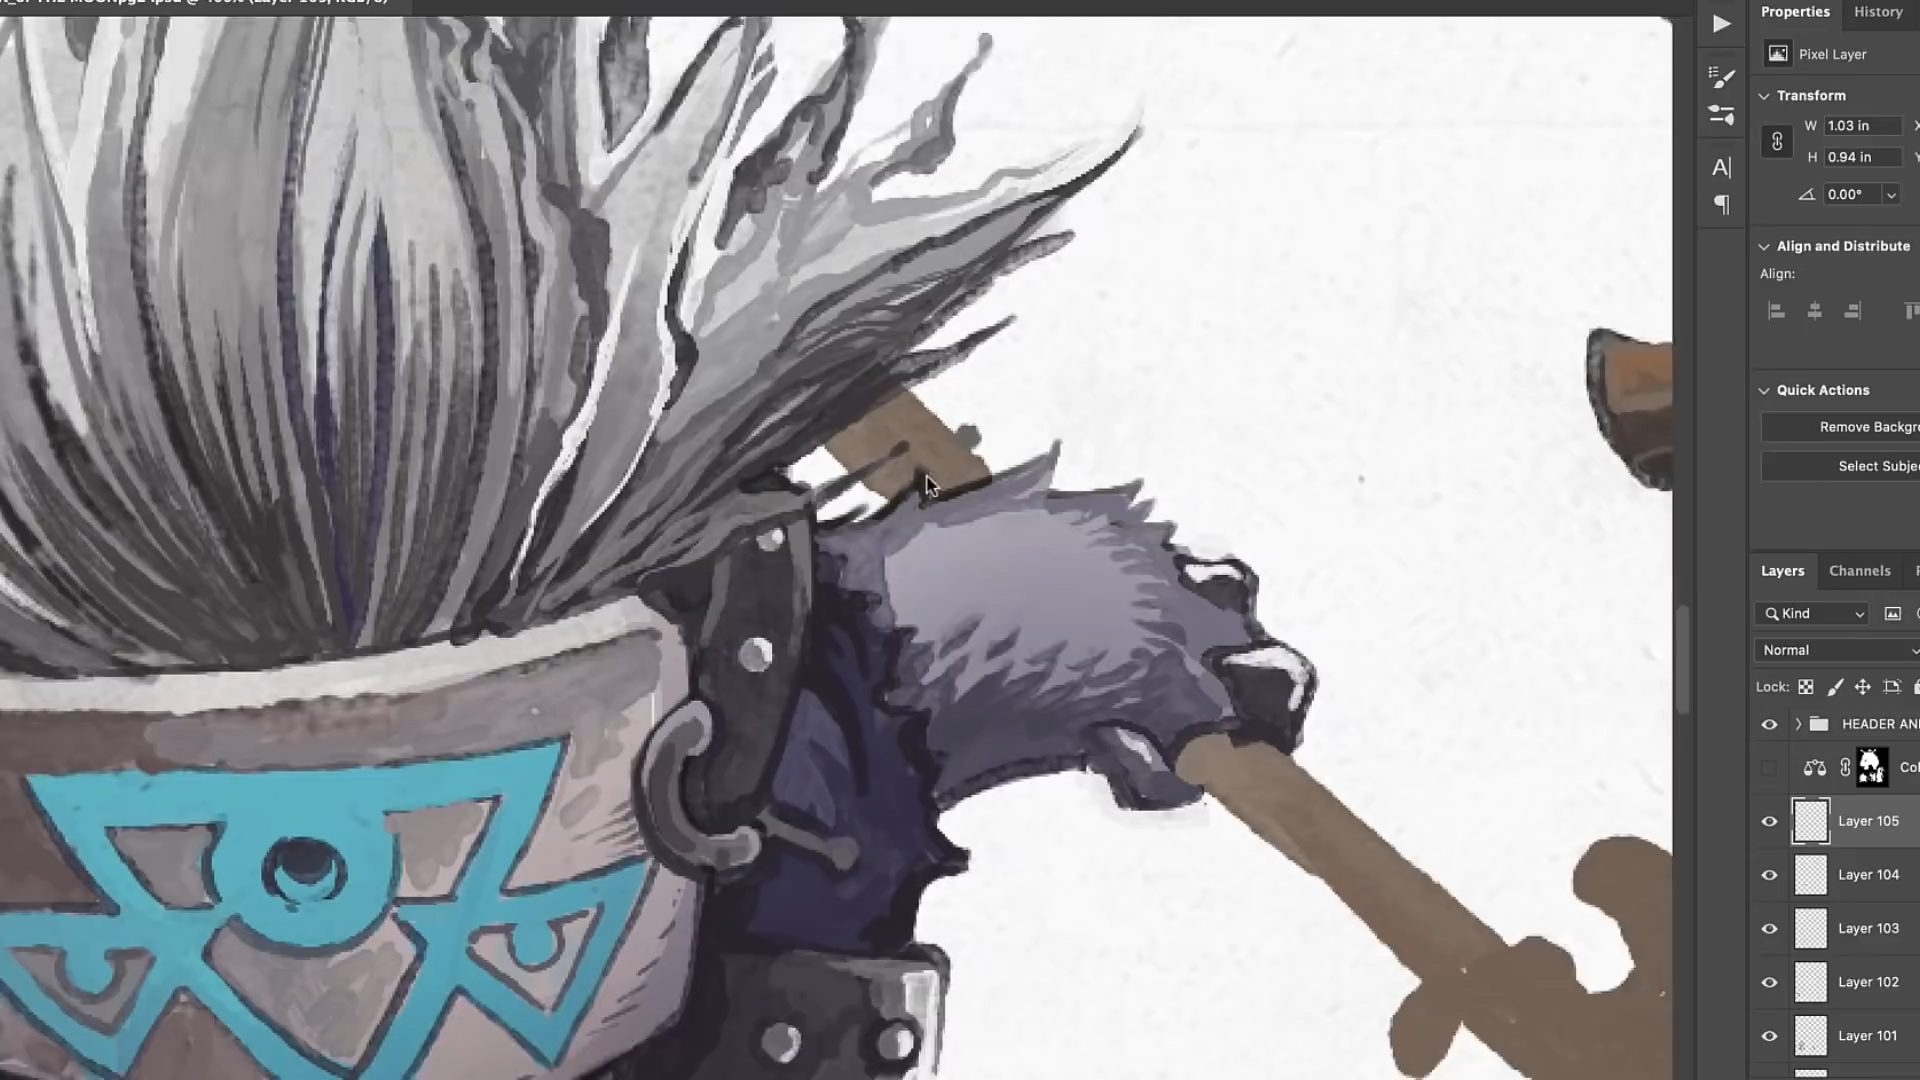 Properties History
Pixel Layer
Transform
W 1.03 in X
H 0.94 in
0.00°
Align and Distribute
Align:
Quick Actions
Remove Backgr
Select Subje
Layers Channels
Kind
Normal
Lock:
HEADER AN
Col
Layer 105
Layer 104
Layer 103
Layer 102
Layer 101